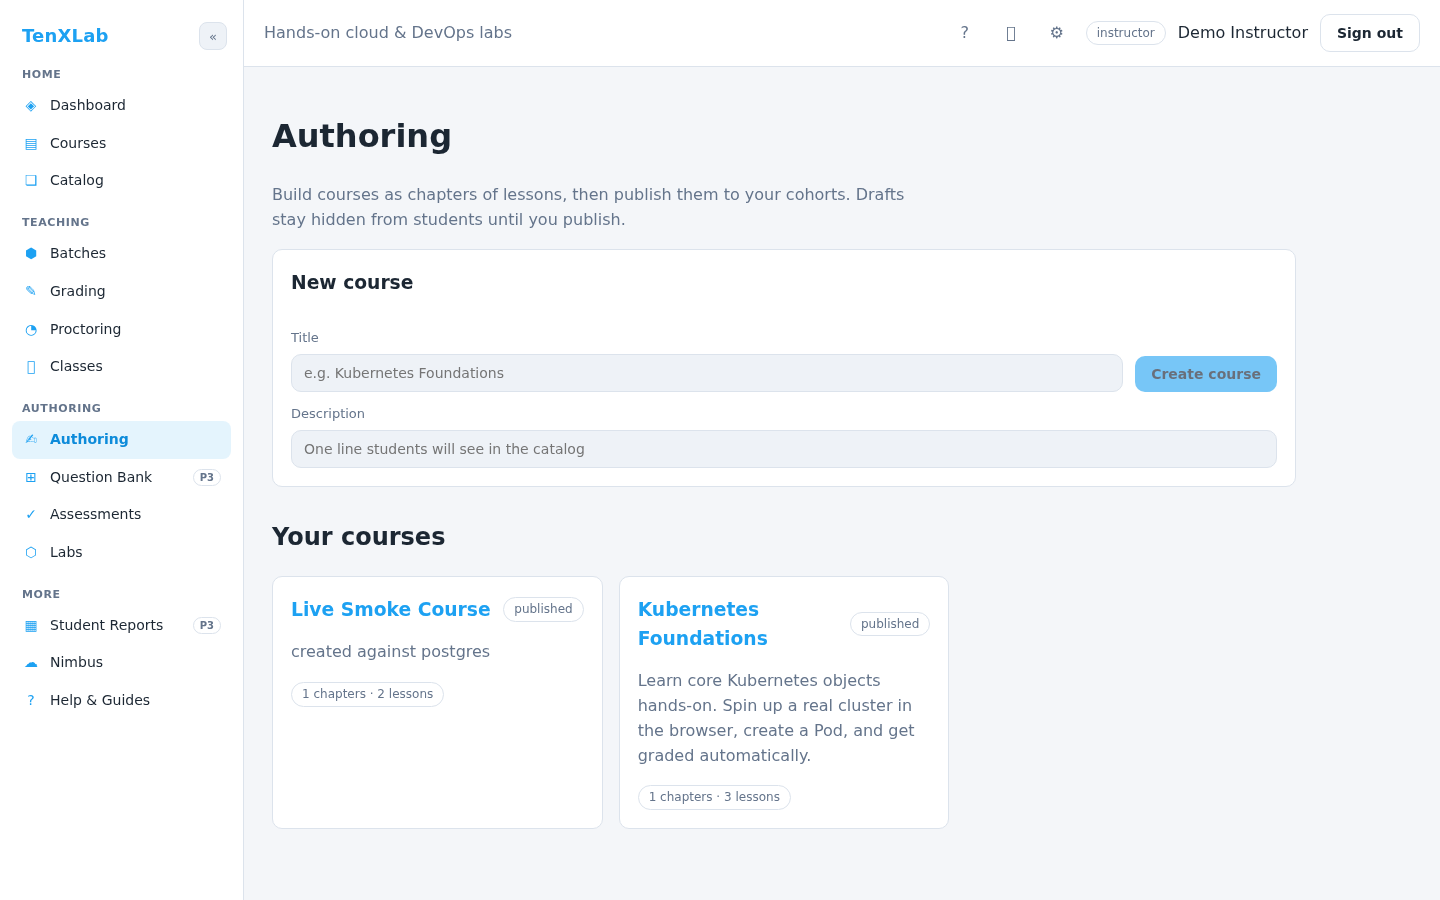 TenXLab
«
HOME
Dashboard
Courses
Catalog
TEACHING
Batches
Grading
Proctoring
Classes
AUTHORING
Authoring
Question Bank P3
Assessments
Labs
MORE
Student Reports P3
Nimbus
? Help & Guides
Hands-on cloud & DevOps labs
?
instructor
Demo Instructor
Sign out
Authoring
Build courses as chapters of lessons, then publish them to your cohorts. Drafts
stay hidden from students until you publish.
New course
Title
e.g. Kubernetes Foundations
Create course
Description
One line students will see in the catalog
Your courses
Live Smoke Course
published
created against postgres
1 chapters · 2 lessons
Kubernetes
Foundations
published
Learn core Kubernetes objects
hands-on. Spin up a real cluster in
the browser, create a Pod, and get
graded automatically.
1 chapters · 3 lessons